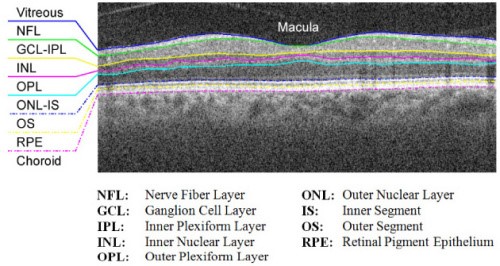 Vitreous
NFL
GCL-IPL
INL
OPL
ONL-IS
OS
RPE
Choroid
Macula
NFL: Nerve Fiber Layer
GCL: Ganglion Cell Layer
IPL: Inner Plexiform Layer
INL: Inner Nuclear Layer
OPL: Outer Plexiform Layer
ONL: Outer Nuclear Layer
IS: Inner Segment
OS: Outer Segment
RPE: Retinal Pigment Epithelium